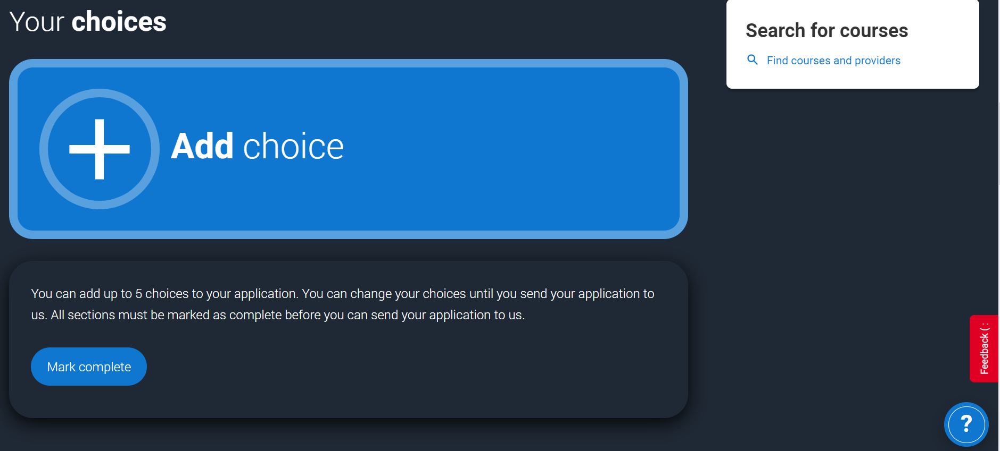 Your choices
Add choice
You can add up to 5 choices to your application. You can change your choices until you send your application to
us. All sections must be marked as complete before you can send your application to us.
Mark complete
Search for courses
Find courses and providers
Feedback ( :
?